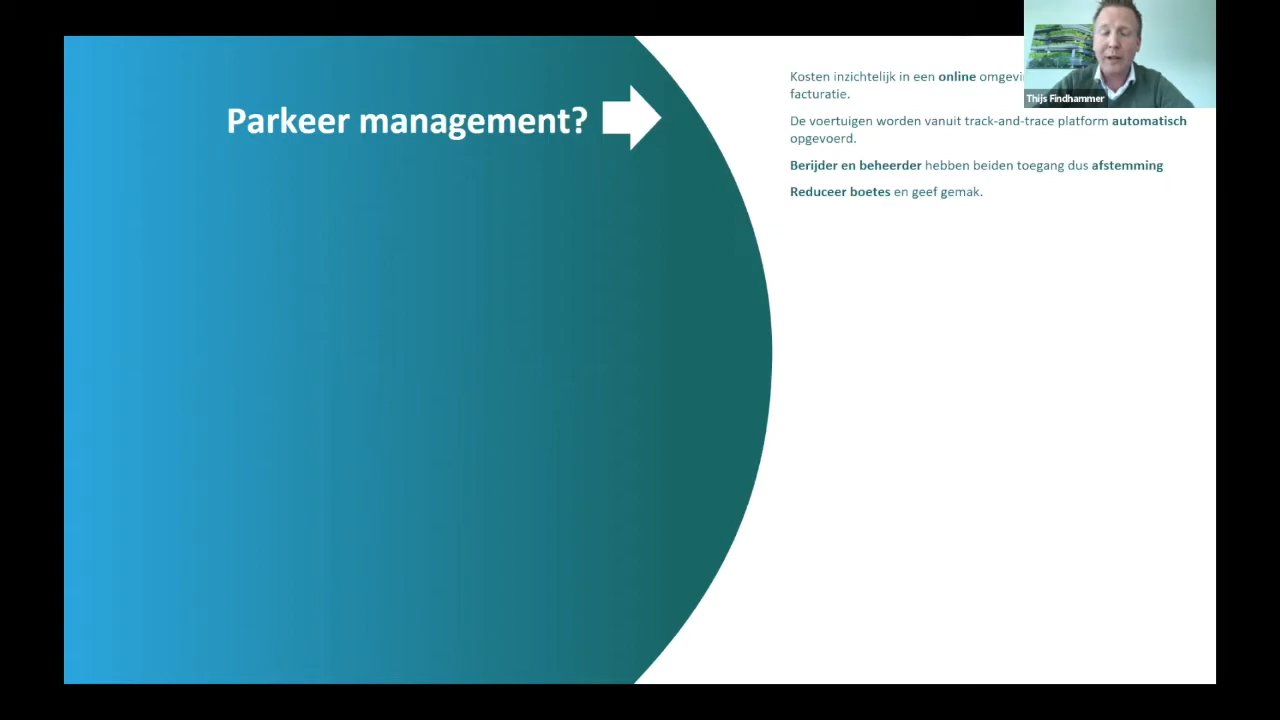 Parkeer management?
Kosten inzichtelijk in een online
facturatie.
De voertuigen worden vanuit track-and-trace platform automatisch
opgevoerd.
Berijder en beheerder hebben beiden toegang dus afstemming
Reduceer boetes en geef gemak.
Thijs Findhammer